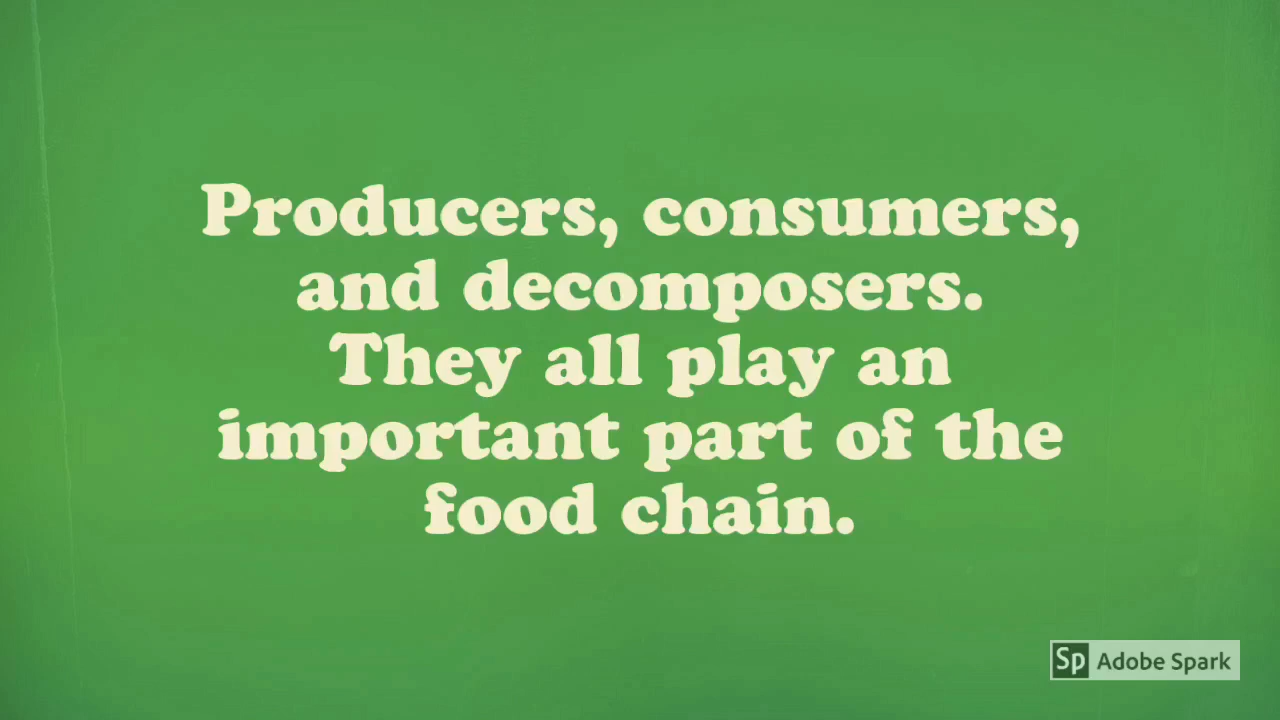 Producers, consumers,
and decomposers.
They all play an
important part of the
food chain.
Sp Adobe Spark